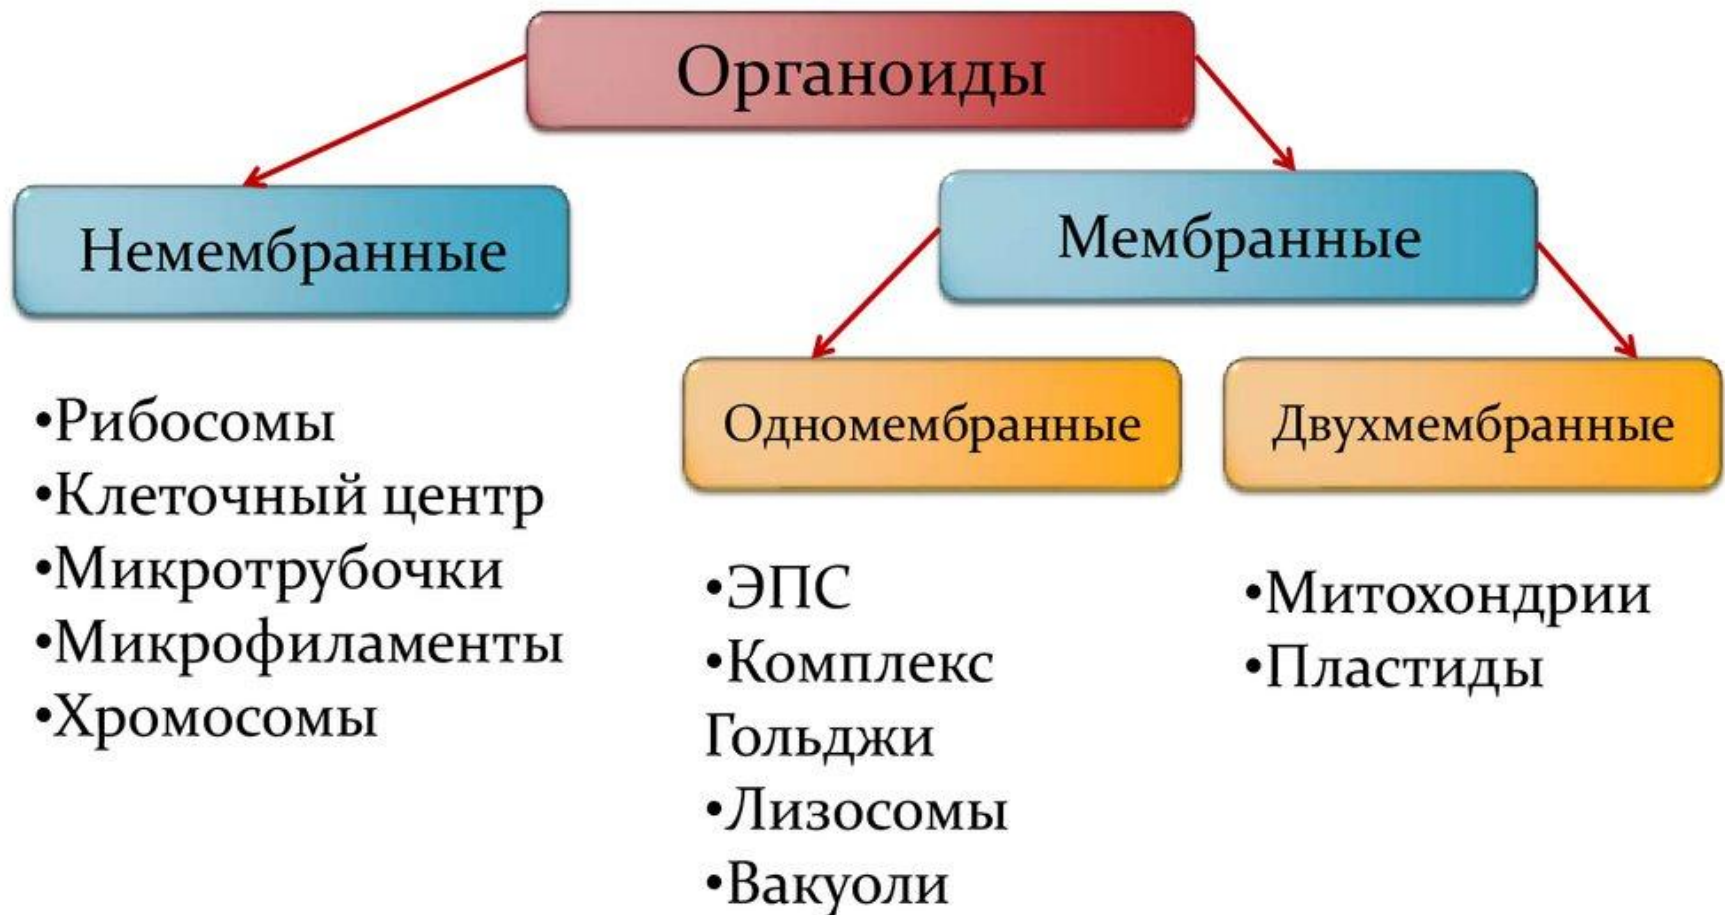 Органоиды
Немембранные
Мембранные
•Рибосомы
•Клеточный центр
•Микротрубочки
•Микрофиламенты
•Хромосомы
Одномембранные
•ЭПС
•Комплекс
Гольджи
•Лизосомы
•Вакуоли
Двухмембранные
•Митохондрии
•Пластиды